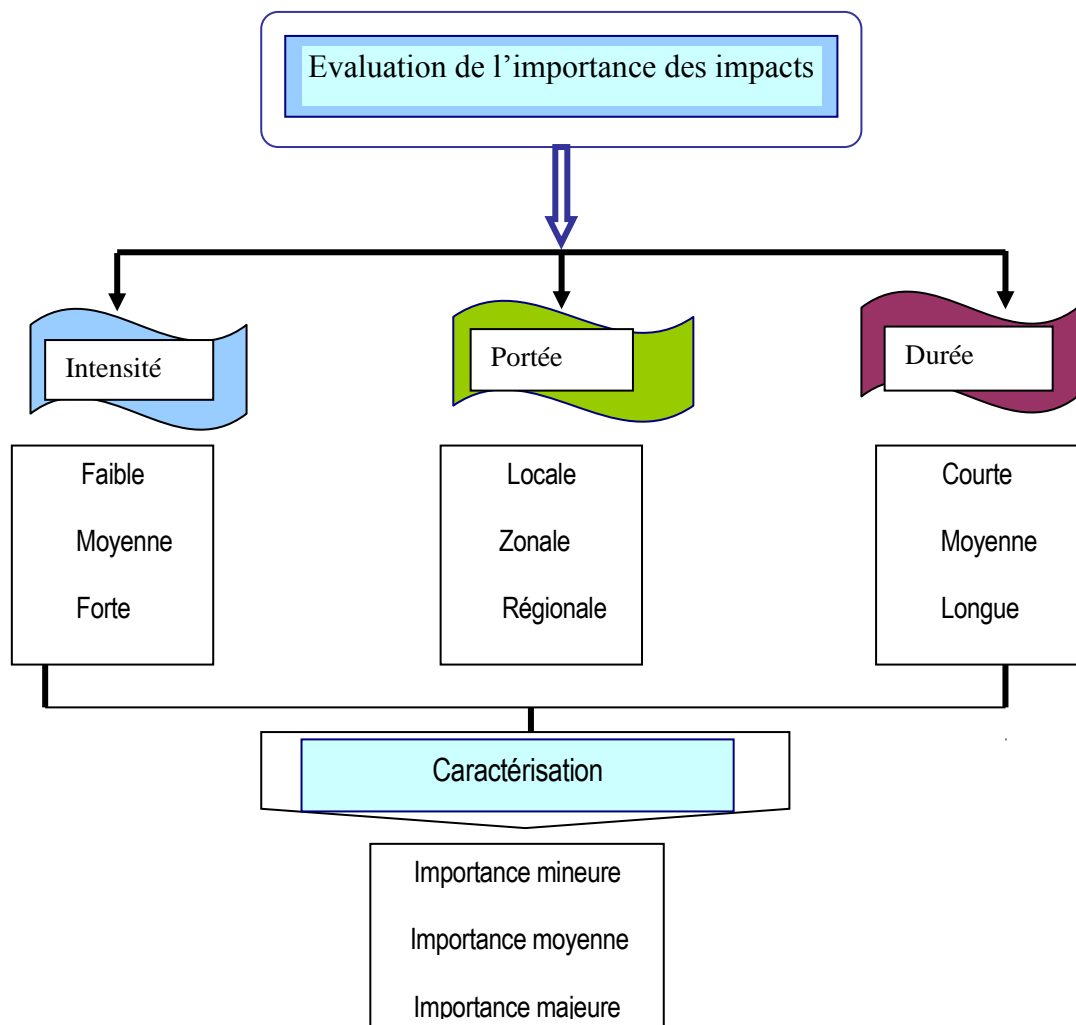 Evaluation de l’importance des impacts
Intensité
Portée
Durée
Faible
Moyenne
Forte
Locale
Zonale
Régionale
Courte
Moyenne
Longue
Caractérisation
Importance mineure
Importance moyenne
Importance majeure